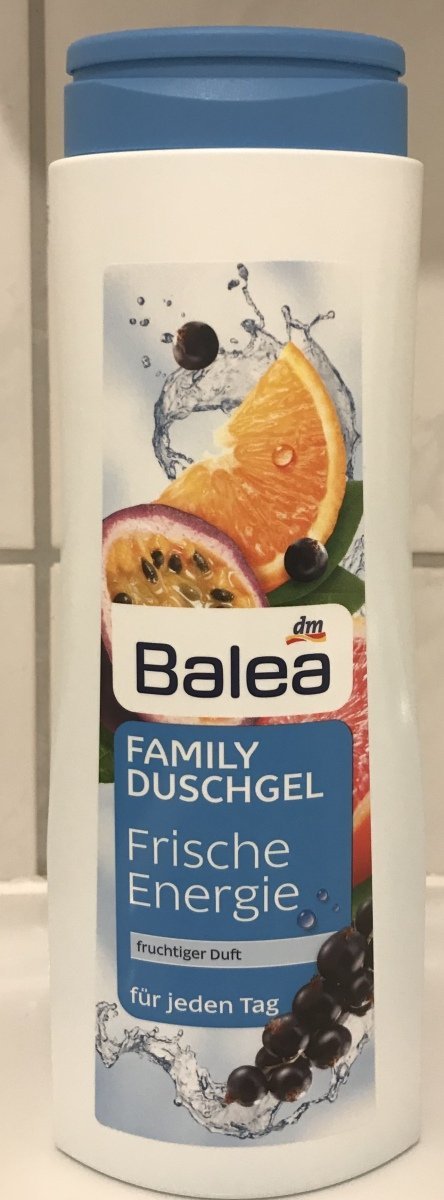 dm
Balea
FAMILY
DUSCHGEL
Frische
Energie
fruchtiger Duft
für jeden Tag